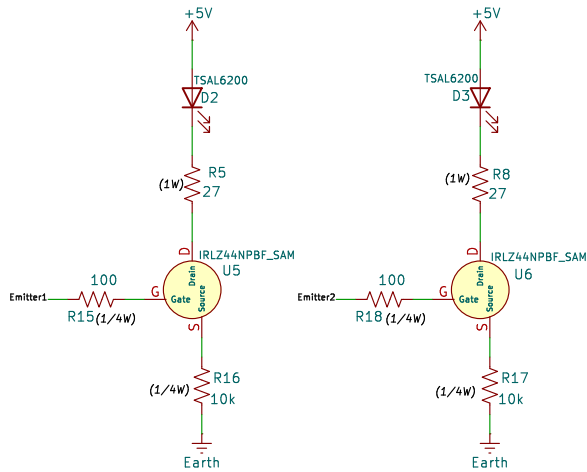 +5V
TSAL6200
D2
(1W)
R5
27
D
IRLZ44NPBF_SAM
U5
Drain
Gate
Source
100
G
Emitter1
R15
(1/4W)
S
(1/4W)
R16
10k
Earth
+5V
TSAL6200
D3
(1W)
R8
27
D
IRLZ44NPBF_SAM
U6
Drain
Gate
Source
100
G
Emitter2
R18
(1/4W)
S
(1/4W)
R17
10k
Earth